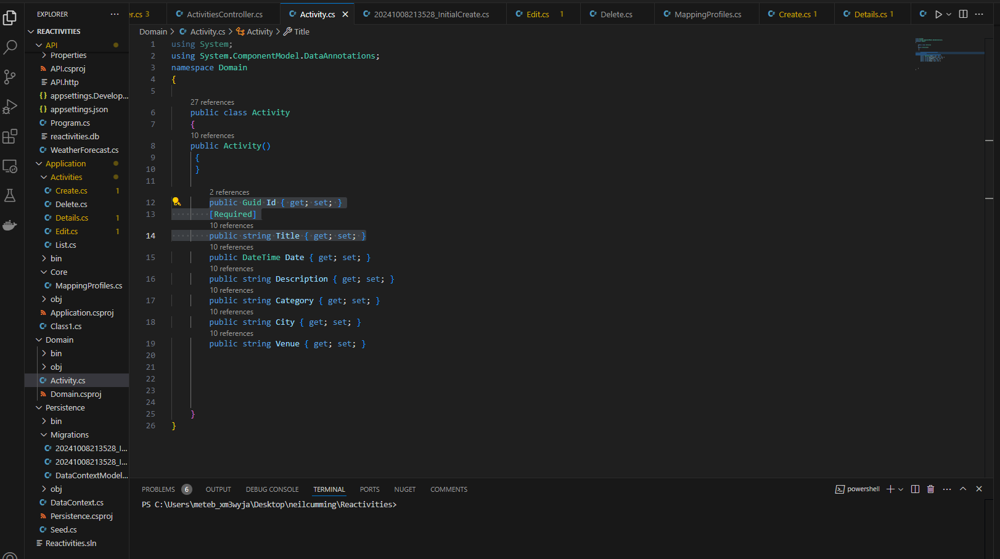 EXPLORER ...
REACTIVITIES
API
Properties
API.csproj
API.http
{} appsettings.Develop...
{} appsettings.json
C# Program.cs
reactivities.db
C# WeatherForecast.cs
Application
Activities
C# Create.cs 1
C# Delete.cs
C# Details.cs 1
C# Edit.cs 1
C# List.cs
bin
Core
C# MappingProfiles.cs
obj
Application.csproj
C# Class1.cs
Domain
bin
obj
C# Activity.cs
Domain.csproj
Persistence
bin
Migrations
C# 20241008213528_I...
C# 20241008213528_I...
C# DataContextModel...
obj
C# DataContext.cs
Persistence.csproj
C# Seed.cs
Reactivities.sln
er.cs 3
C# ActivitiesController.cs
C# Activity.cs
C# 20241008213528_InitialCreate.cs
C# Edit.cs 1
C# Delete.cs
C# MappingProfiles.cs
C# Create.cs 1
C# Details.cs 1
C#
Domain > C# Activity.cs > Activity > Title
1 using System;
2 using System.ComponentModel.DataAnnotations;
3 namespace Domain
4 {
5
27 references
6 public class Activity
7 {
10 references
8 public Activity()
9 {
10 }
11
2 references
12 public Guid Id { get; set; }
13 [Required]
10 references
14 public string Title { get; set; }
10 references
15 public DateTime Date { get; set; }
10 references
16 public string Description { get; set; }
10 references
17 public string Category { get; set; }
10 references
18 public string City { get; set; }
10 references
19 public string Venue { get; set; }
20
21
22
23
24
25 }
26 }
PROBLEMS 6 OUTPUT DEBUG CONSOLE TERMINAL PORTS NUGET COMMENTS
powershell
PS C:\Users\meteb_xm3wyja\Desktop\neilcumming\Reactivities>